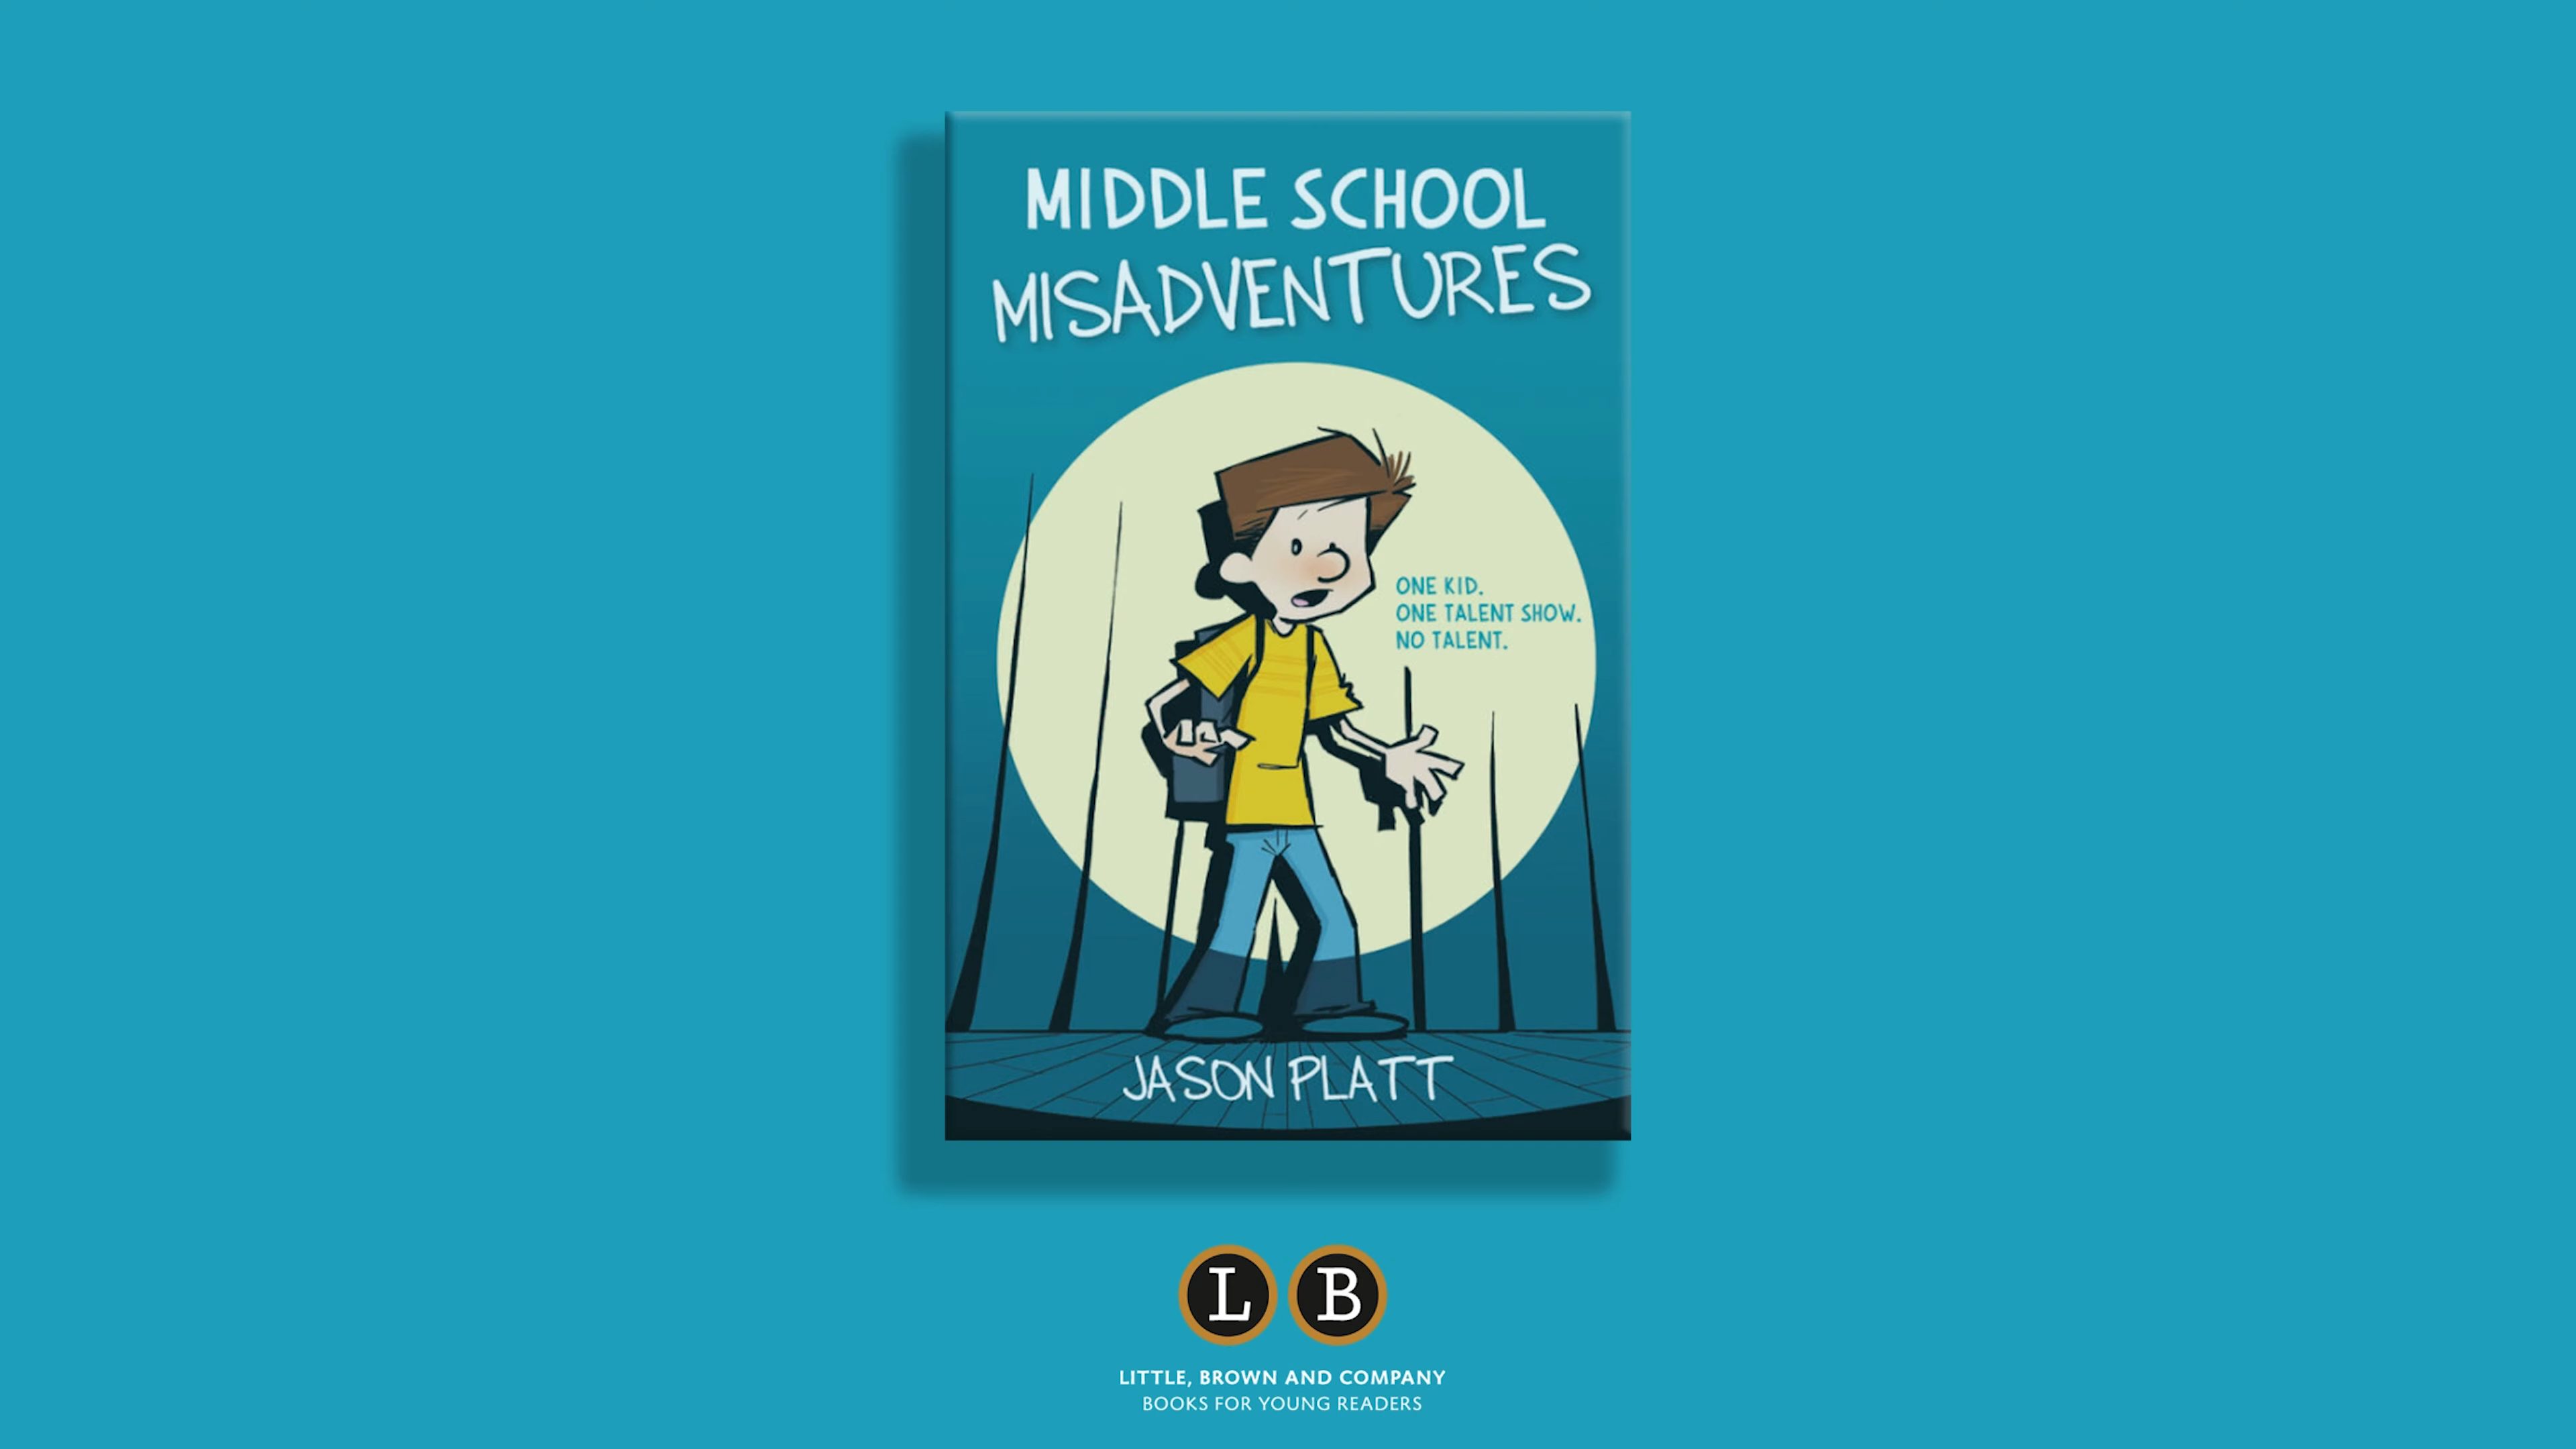 MIDDLE SCHOOL
MISADVENTURES
ONE KID.
ONE TALENT SHOW.
NO TALENT.
JASON PLATT
L B
LITTLE, BROWN AND COMPANY
BOOKS FOR YOUNG READERS